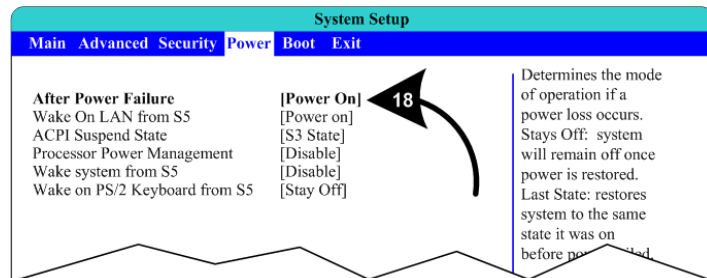 System Setup
Main Advanced Security Power Boot Exit
After Power Failure [Power On]
Wake On LAN from S5 [Power on]
ACPI Suspend State [S3 State]
Processor Power Management [Disable]
Wake system from S5 [Disable]
Wake on PS/2 Keyboard from S5 [Stay Off]
18
Determines the mode
of operation if a
power loss occurs.
Stays Off: system
will remain off once
power is restored.
Last State: restores
system to the same
state it was on
before